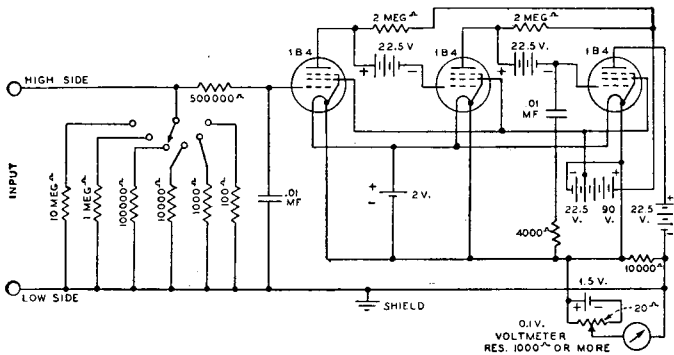 2 MEG Ω
2 MEG Ω
1B4
22.5 V.
1B4
22.5 V.
1B4
+
−
+
−
HIGH SIDE
500000 Ω
.01
MF
INPUT
10 MEG Ω
1 MEG Ω
100000 Ω
10000 Ω
1000 Ω
100 Ω
.01
MF
+
−
2 V.
−
+
22.5
V.
90
V.
22.5
V.
+
−
4000 Ω
10000 Ω
LOW SIDE
SHIELD
1.5 V.
+
−
20 Ω
0.1 V.
VOLTMETER
RES. 1000 Ω OR MORE